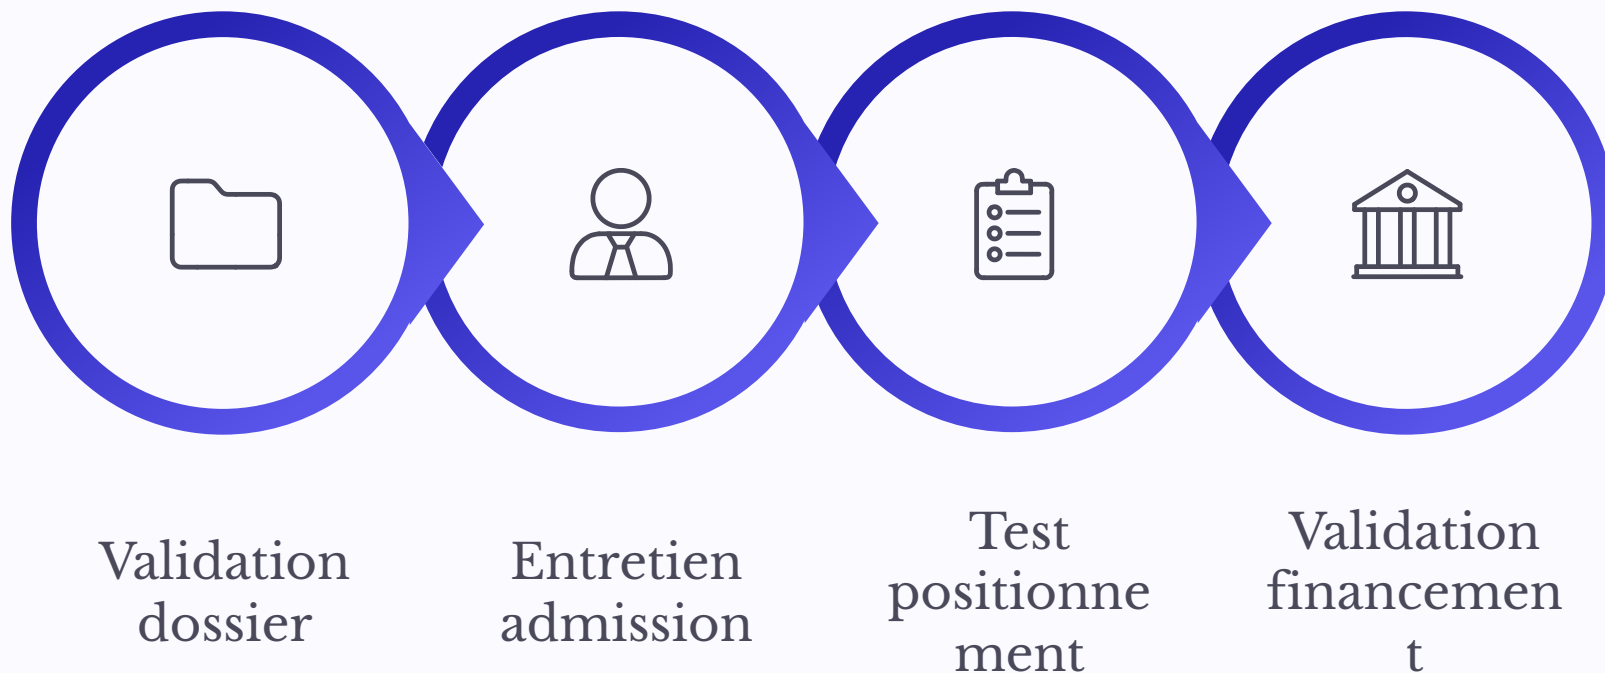 Validation
dossier
Entretien
admission
Test
positionne
ment
Validation
financemen
t